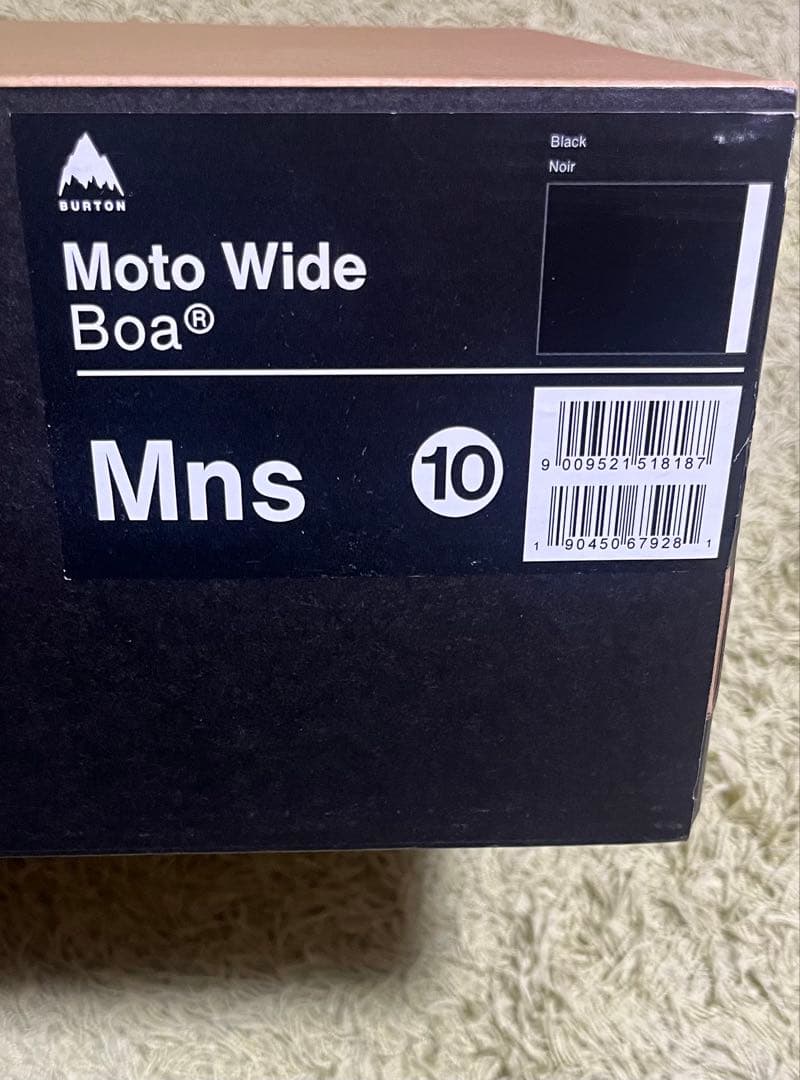 BURTON
Moto Wide
Boa®
Black
Noir
Mns
10
9 009521 518187
1 90450 67928 1